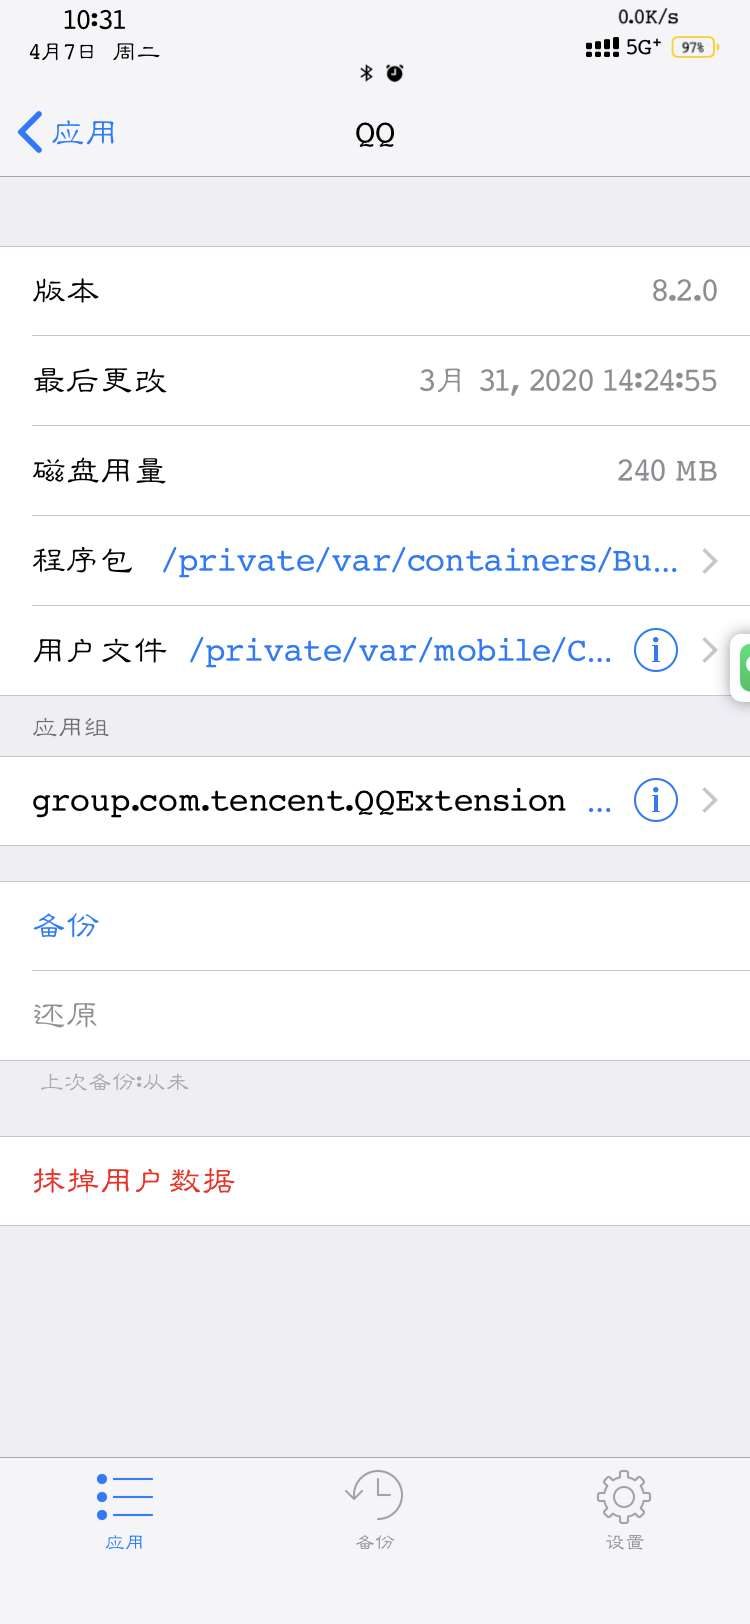 10:31
0.0K/s
4月7日 周二
5G⁺ 97%
应用
QQ
版本 8.2.0
最后更改 3月 31, 2020 14:24:55
磁盘用量 240 MB
程序包 /private/var/containers/Bu...
用户文件 /private/var/mobile/C... i
应用组
group.com.tencent.QQExtension ... i
备份
还原
上次备份:从未
抹掉用户数据
应用 备份 设置